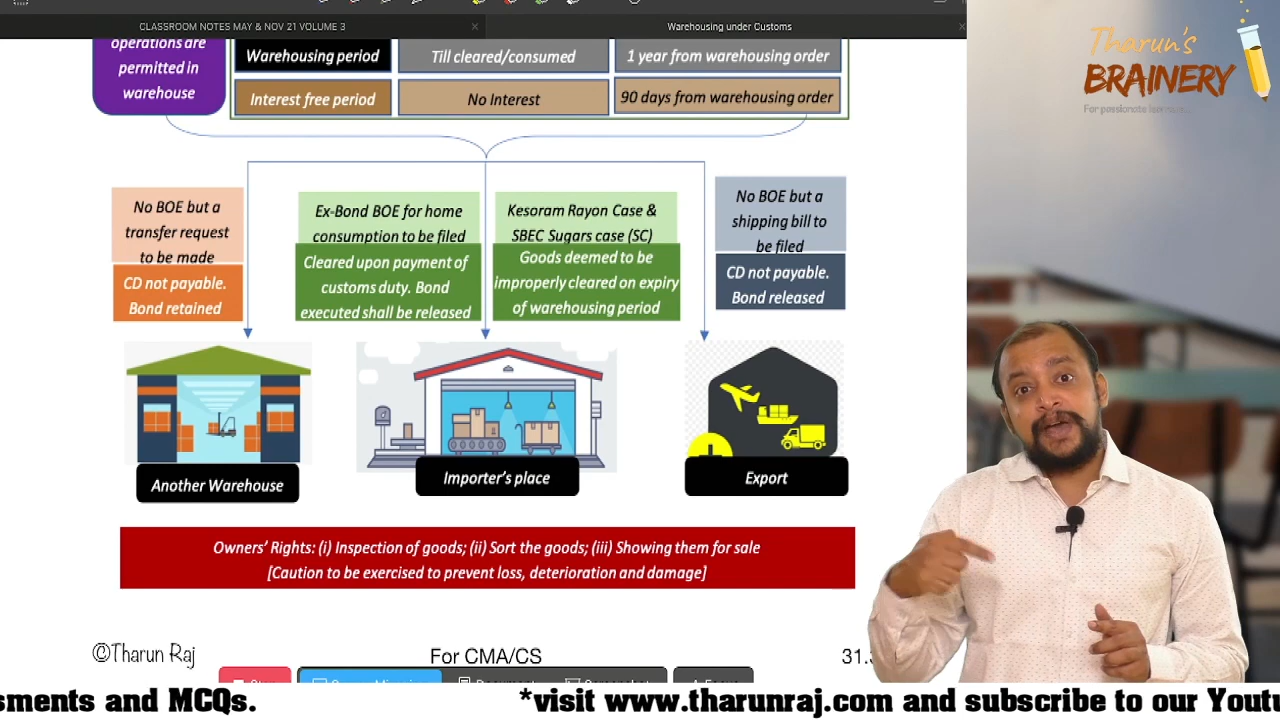 CLASSROOM NOTES MAY & NOV 21 VOLUME 3
Warehousing under Customs
Tharun's
BRAINERY
For passionate learners...
operations are
permitted in
warehouse
Warehousing period
Till cleared/consumed
1 year from warehousing order
Interest free period
No Interest
90 days from warehousing order
No BOE but a
transfer request
to be made
CD not payable.
Bond retained
Ex-Bond BOE for home
consumption to be filed
Cleared upon payment of
customs duty. Bond
executed shall be released
Kesoram Rayon Case &
SBEC Sugars case (SC)
Goods deemed to be
improperly cleared on expiry
of warehousing period
No BOE but a
shipping bill to
be filed
CD not payable.
Bond released
Another Warehouse
Importer's place
Export
Owners' Rights: (i) Inspection of goods; (ii) Sort the goods; (iii) Showing them for sale
[Caution to be exercised to prevent loss, deterioration and damage]
©Tharun Raj
For CMA/CS
31.
sments and MCQs.
*visit www.tharunraj.com and subscribe to our Youtu